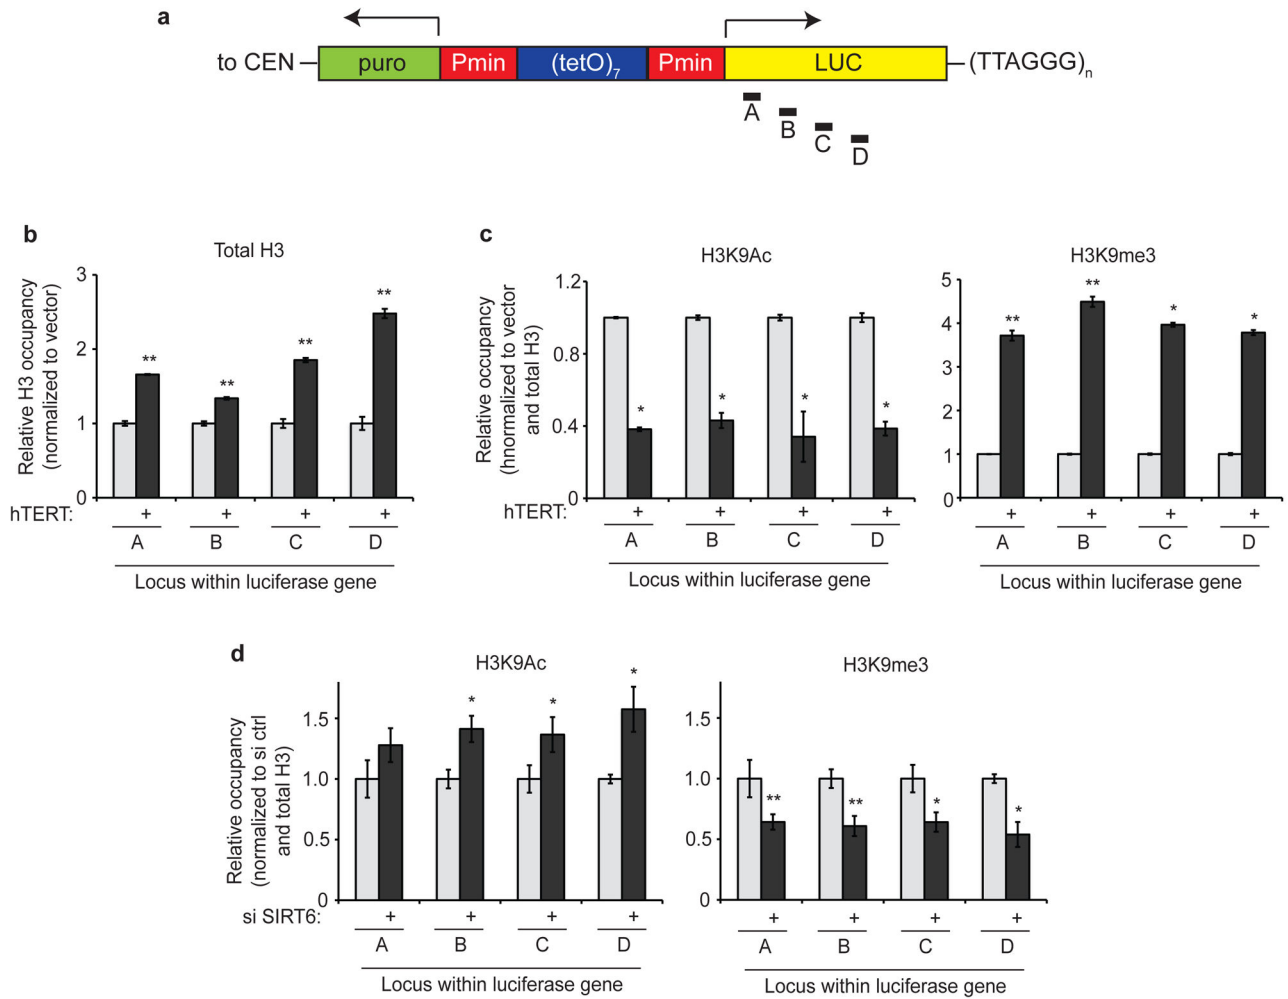 a
to CEN puro Pmin (tetO)7 Pmin LUC (TTAGGG)n
A
B
C
D
b
Total H3
Relative H3 occupancy
(normalized to vector)
3
2
1
0
** ** ** **
hTERT: + + + +
A B C D
Locus within luciferase gene
c
H3K9Ac
Relative occupancy
(hnormalized to vector
and total H3)
1.2
0.8
0.4
0
* * * *
hTERT: + + + +
A B C D
Locus within luciferase gene
H3K9me3
5
4
3
2
1
0
** ** * *
+ + + +
A B C D
Locus within luciferase gene
d
H3K9Ac
Relative occupancy
(normalized to si ctrl
and total H3)
1.5
1.0
0.5
0
* * *
si SIRT6: + + + +
A B C D
Locus within luciferase gene
H3K9me3
1.5
1.0
0.5
0
** ** * *
+ + + +
A B C D
Locus within luciferase gene